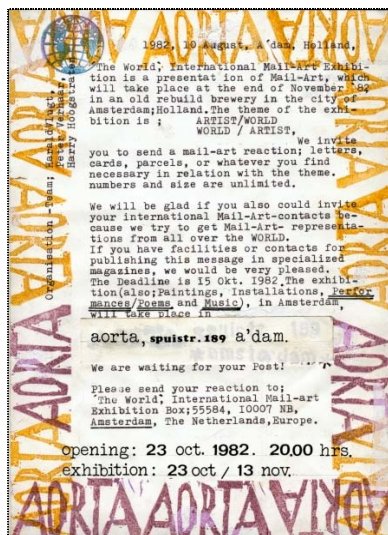 1982, 10 August, A'dam, Holland,
"The World", International Mail-Art Exhib-
ition is a presentat ion of Mail-Art, which
will take place at the end of November '82
in an old rebuild brewery in the city of
Amsterdam;Holland.The theme of the exhi-
bition is ; ARTIST/WORLD
WORLD / ARTIST,
We invite
you to send a mail-art reaction; letters,
cards, parcels, or whatever you find
necessary in relation with the theme.
numbers and size are unlimited.
We will be glad if you also could invite
your international Mail-Art-contacts be-
cause we try to get Mail-Art- representa-
tions from all over the WORLD.
If you have facilities or contacts for
publishing this message in specialized
magazines, we would be very pleased.
The Deadline is 15 Okt. 1982.The exhibi-
tion(also;Paintings, Installations, Perfor
mances/Poems and Music), in Amsterdam,
will take place in
aorta, spuistr. 189 a'dam.
We are waiting for your Post!
Please send your reaction to;
'The World', International Mail-art
Exhibition Box;55584, I0007 NB,
Amsterdam, The Netherlands,Europe.
opening: 23 oct. 1982. 20.00 hrs.
exhibition: 23 oct / 13 nov.
Organisation -Team; Harald Vlugt,
Peter Verhaar,
Harry Hoogstraten
AORTA
AORTA
AORTA
AORTA
AORTA
AORTA AORTA AORTA